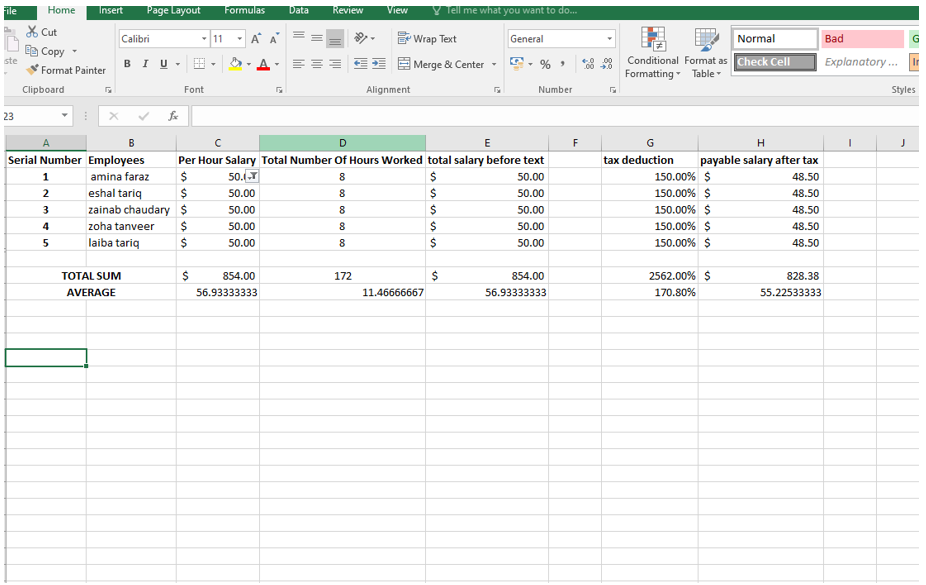 File Home Insert Page Layout Formulas Data Review View Tell me what you want to do...
Cut Calibri 11 A A Wrap Text General Normal Bad
Copy
Format Painter B I U A Merge & Center % , .00 .00 Conditional Formatting Format as Table Check Cell Explanatory ...
Clipboard Font Alignment Number Styles
23 fx
A B C D E F G H I J
Serial Number Employees Per Hour Salary Total Number Of Hours Worked total salary before text tax deduction payable salary after tax
1 amina faraz $ 50. 8 $ 50.00 150.00% $ 48.50
2 eshal tariq $ 50.00 8 $ 50.00 150.00% $ 48.50
3 zainab chaudary $ 50.00 8 $ 50.00 150.00% $ 48.50
4 zoha tanveer $ 50.00 8 $ 50.00 150.00% $ 48.50
5 laiba tariq $ 50.00 8 $ 50.00 150.00% $ 48.50
TOTAL SUM $ 854.00 172 $ 854.00 2562.00% $ 828.38
AVERAGE 56.93333333 11.46666667 56.93333333 170.80% 55.22533333